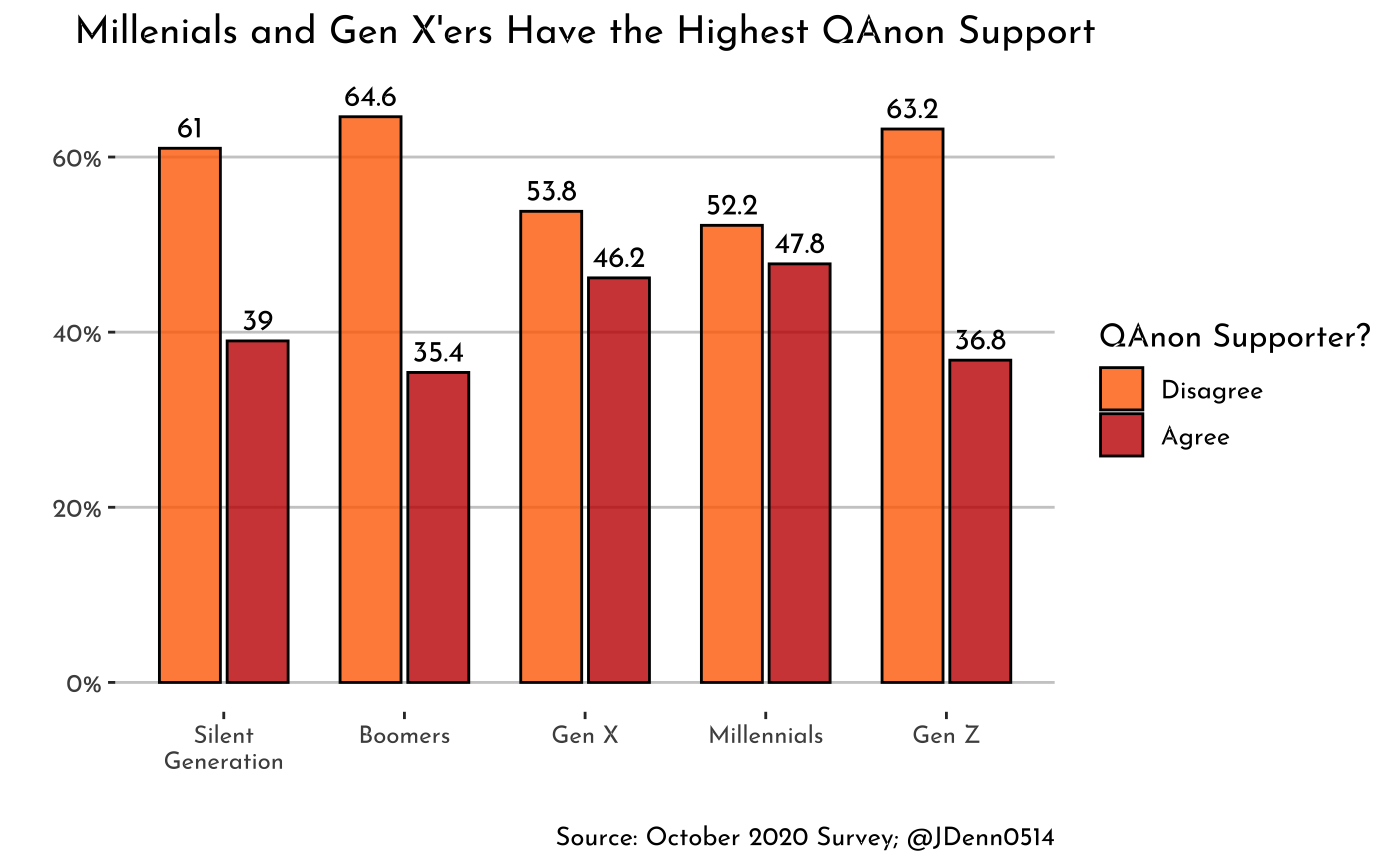 Millenials and Gen X'ers Have the Highest QAnon Support
61
39
64.6
35.4
53.8
46.2
52.2
47.8
63.2
36.8
60%
40%
20%
0%
Silent
Generation
Boomers
Gen X
Millennials
Gen Z
QAnon Supporter?
Disagree
Agree
Source: October 2020 Survey; @JDenn0514